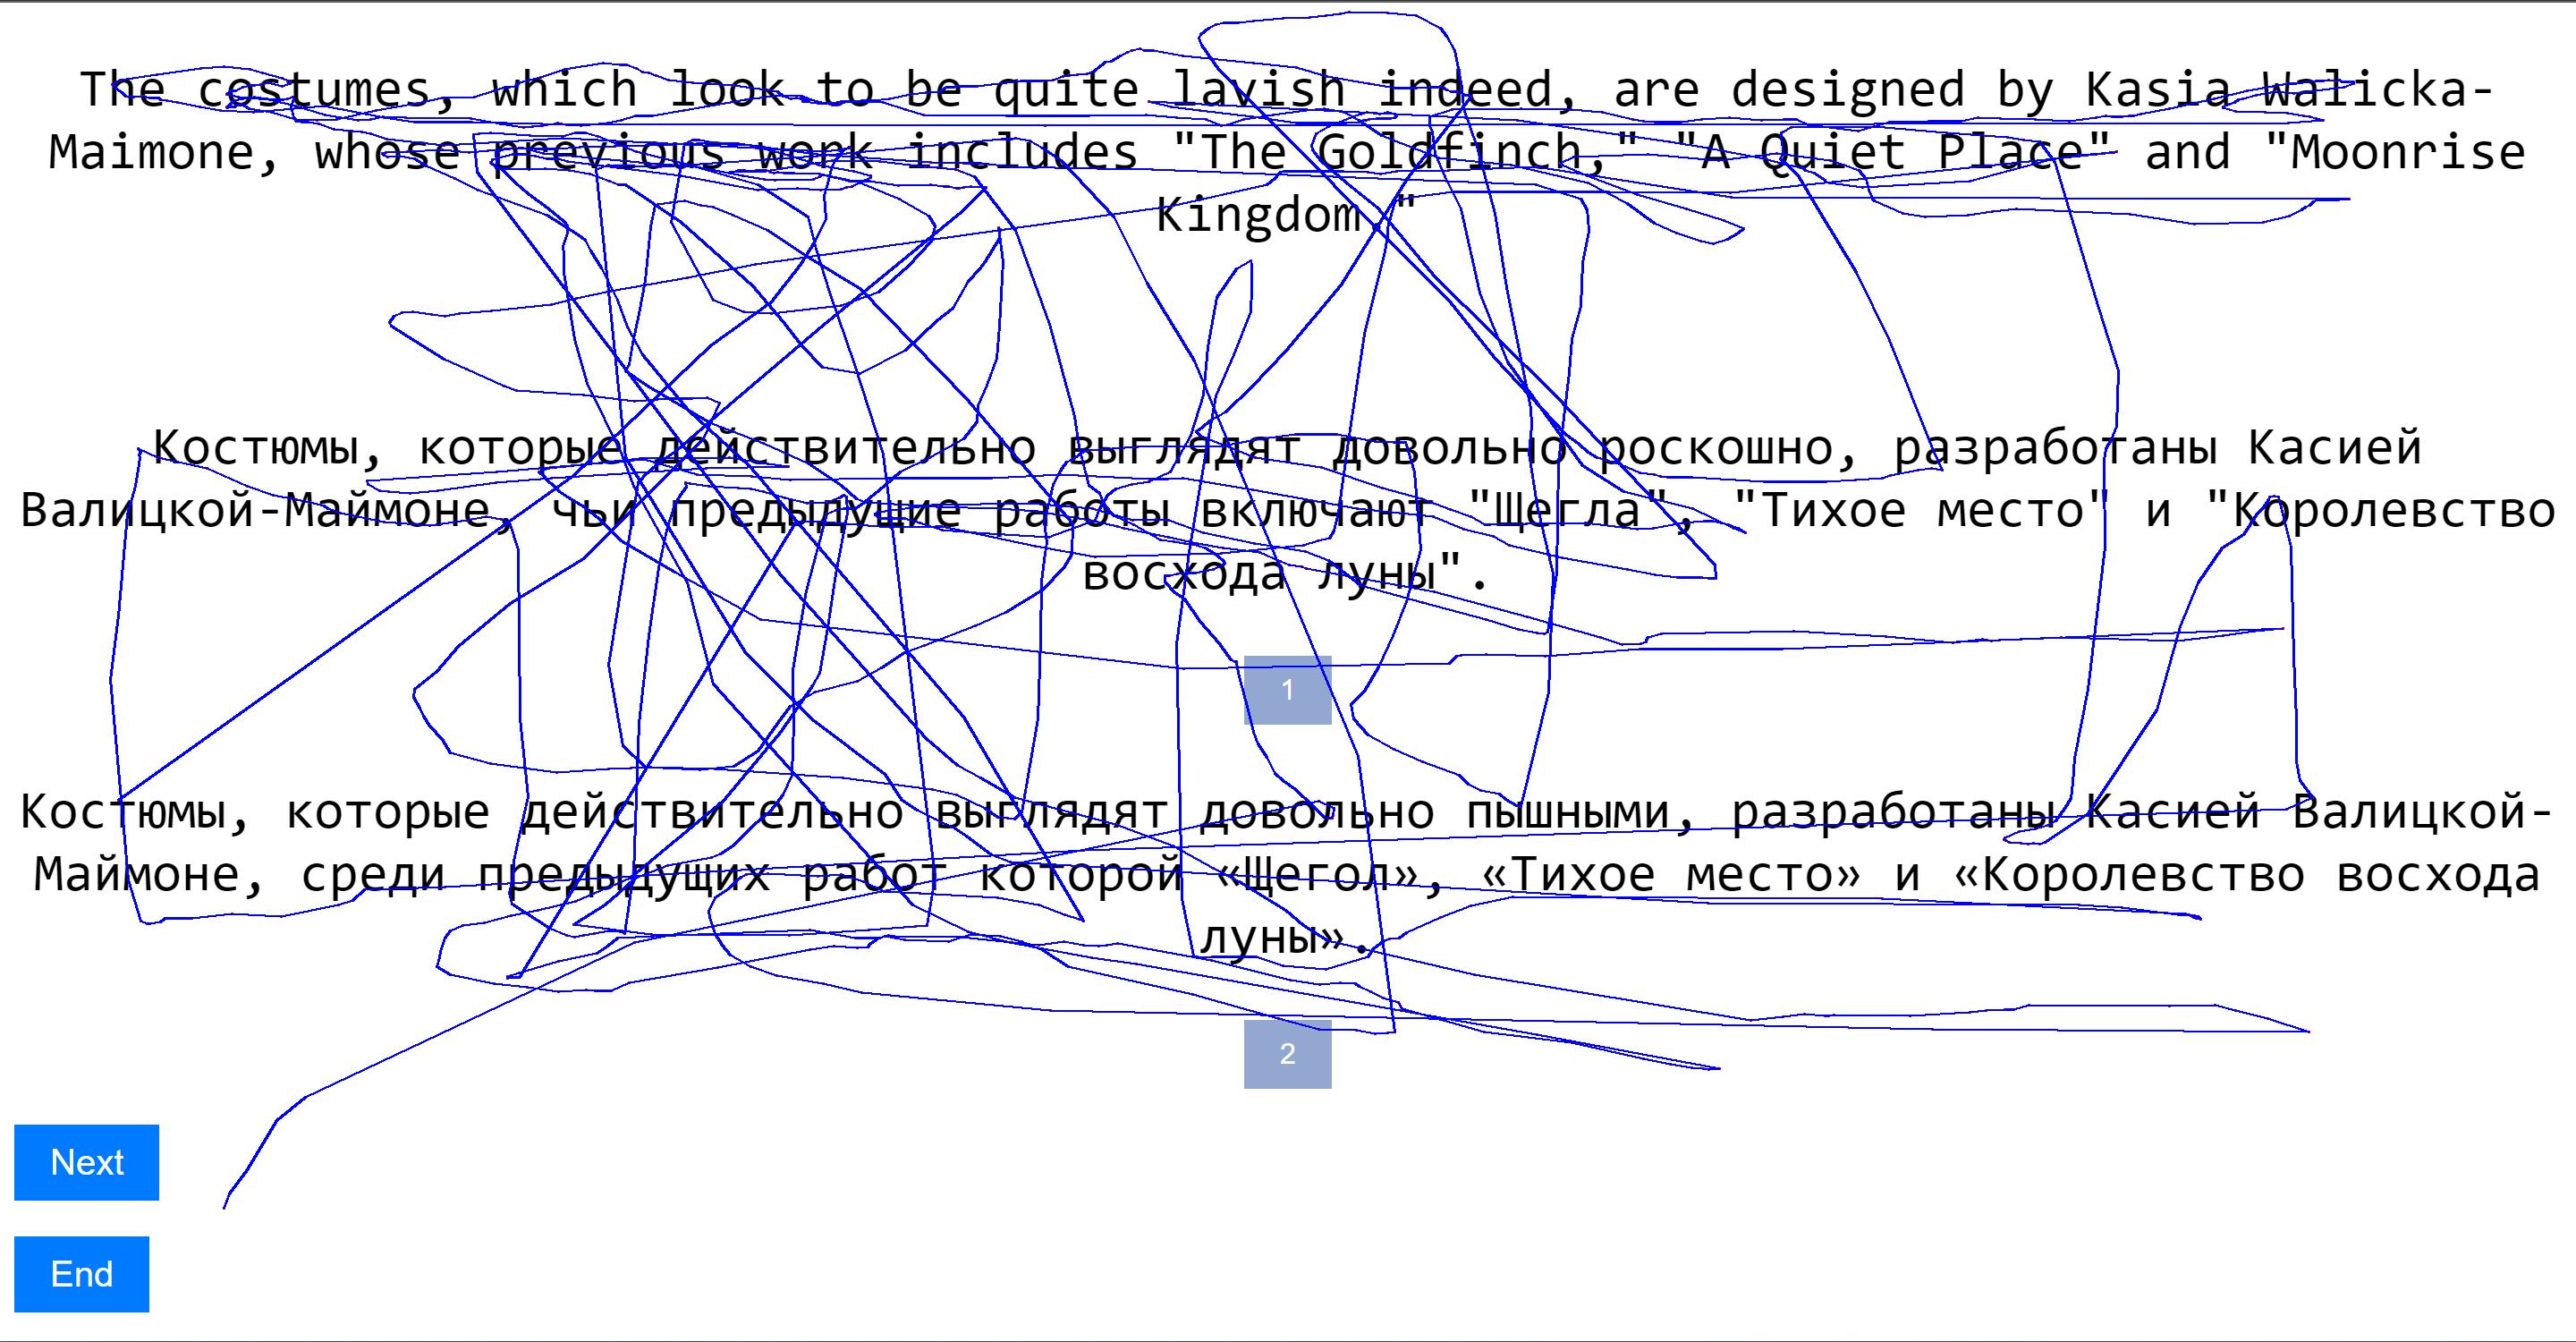 The costumes, which look to be quite lavish indeed, are designed by Kasia Walicka-
Maimone, whose previous work includes "The Goldfinch," "A Quiet Place" and "Moonrise
Kingdom."
Костюмы, которые действительно выглядят довольно роскошно, разработаны Касией
Валицкой-Маймоне, чьи предыдущие работы включают "Щегла", "Тихое место" и "Королевство
восхода луны".
1
Костюмы, которые действительно выглядят довольно пышными, разработаны Касией Валицкой-
Маймоне, среди предыдущих работ которой «Щегол», «Тихое место» и «Королевство восхода
луны».
2
Next
End